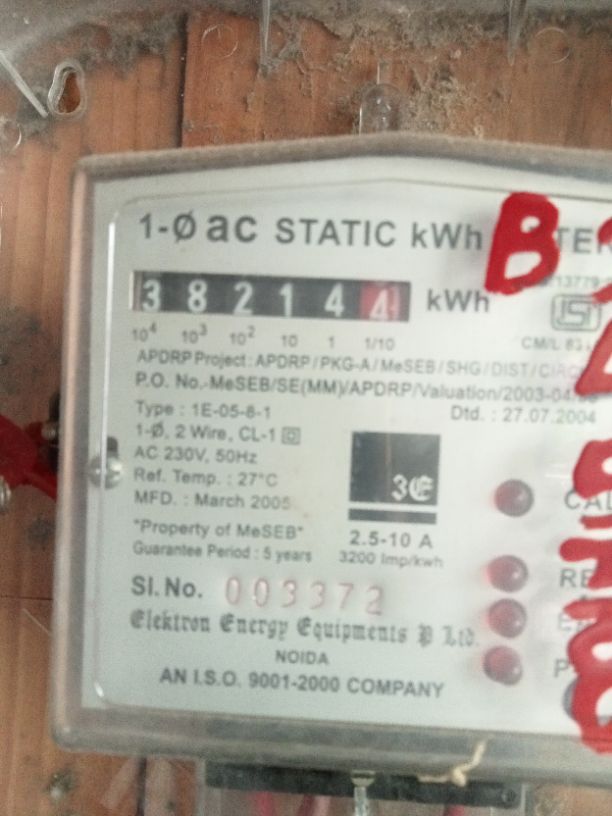 1-Ø ac STATIC kWh
B
3 8 2 1 4 4 kWh
10⁴ 10³ 10² 10 1 1/10
ISI
CM/L
APDRP Project : APDRP / PKG-A / MeSEB / SHG / DIST /
P.O. No.-MeSEB/SE(MM)/APDRP/Valuation/2003-04/
Dtd. : 27.07.2004
Type : 1E-05-8-1
1-Ø, 2 Wire, CL-1
AC 230V, 50Hz
Ref. Temp. : 27°C
MFD. : March 2005
3E
"Property of MeSEB"
Guarantee Period : 5 years
2.5-10 A
3200 Imp/kwh
CAL
RE
Sl. No. 003372
Elektron Energy Equipments P Ltd.
NOIDA
AN I.S.O. 9001-2000 COMPANY